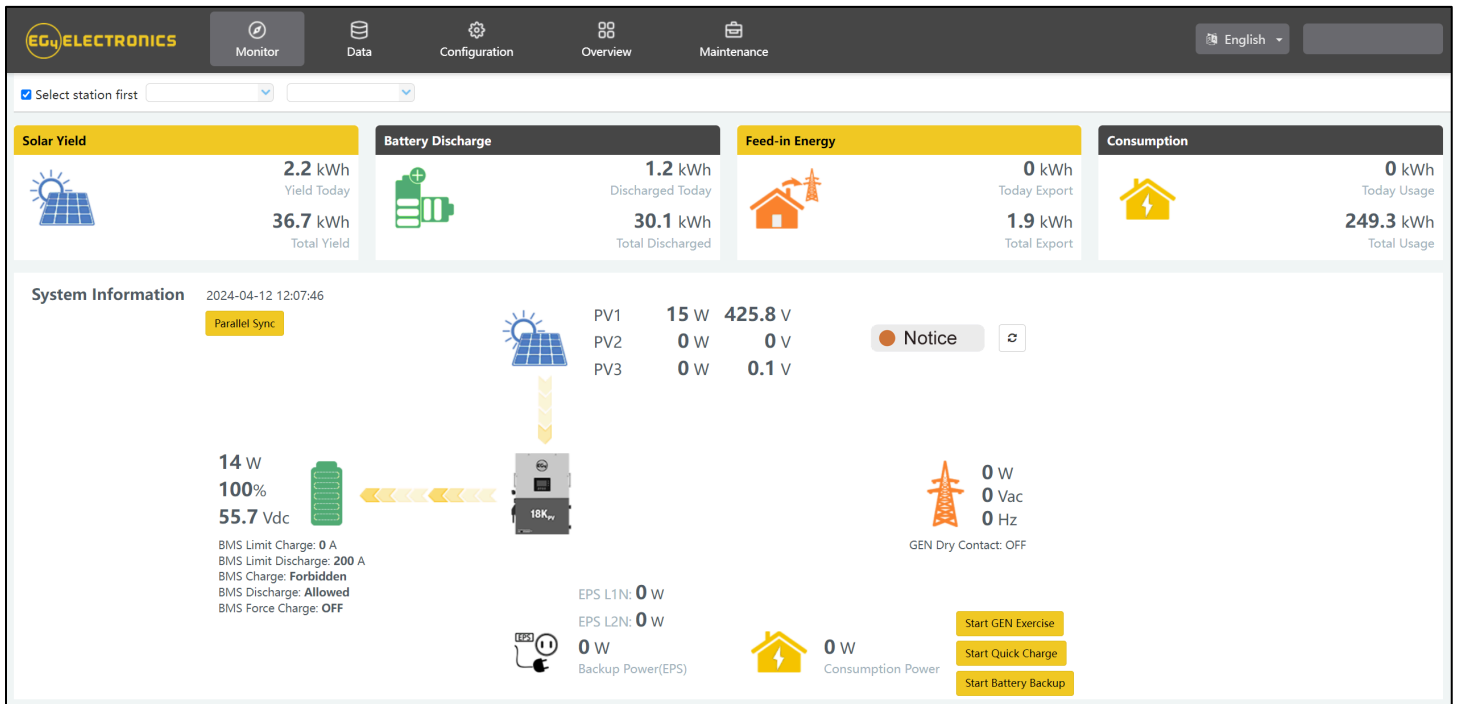 EG4 ELECTRONICS
Monitor
Data
Configuration
Overview
Maintenance
English
Select station first
Solar Yield
2.2 kWh
Yield Today
36.7 kWh
Total Yield
Battery Discharge
1.2 kWh
Discharged Today
30.1 kWh
Total Discharged
Feed-in Energy
0 kWh
Today Export
1.9 kWh
Total Export
Consumption
0 kWh
Today Usage
249.3 kWh
Total Usage
System Information 2024-04-12 12:07:46
Parallel Sync
PV1 15 W 425.8 V
PV2 0 W 0 V
PV3 0 W 0.1 V
Notice
14 W
100%
55.7 Vdc
BMS Limit Charge: 0 A
BMS Limit Discharge: 200 A
BMS Charge: Forbidden
BMS Discharge: Allowed
BMS Force Charge: OFF
EG4
18KPV
0 W
0 Vac
0 Hz
GEN Dry Contact: OFF
EPS L1N: 0 W
EPS L2N: 0 W
EPS
0 W
Backup Power(EPS)
0 W
Consumption Power
Start GEN Exercise
Start Quick Charge
Start Battery Backup